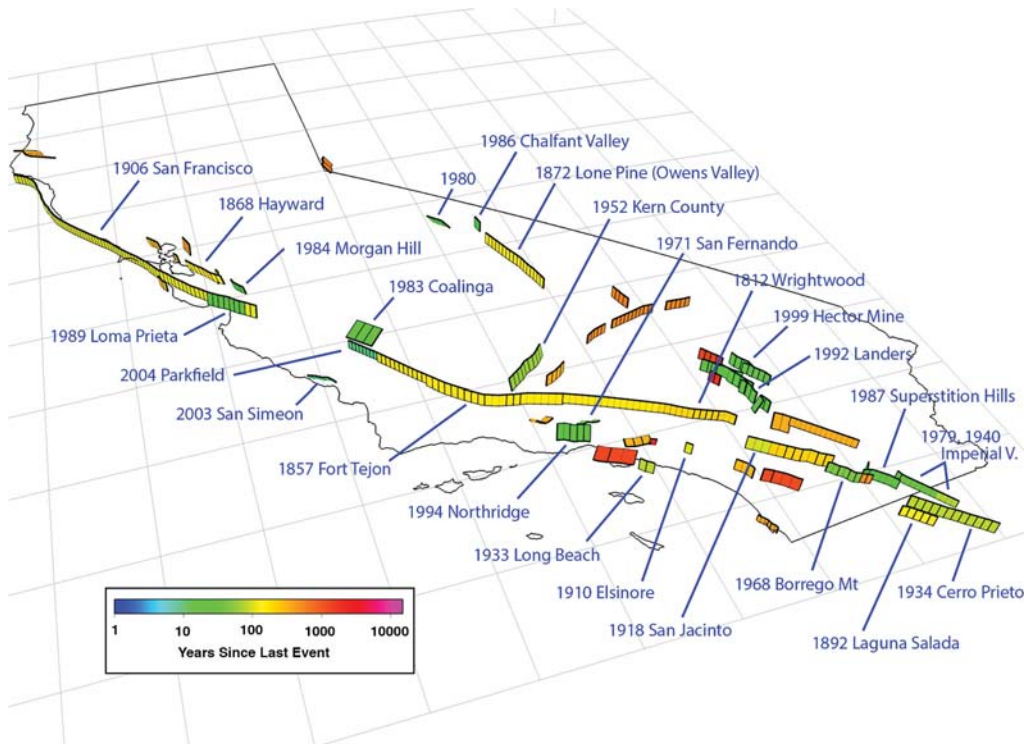 1986 Chalfant Valley
1980
1872 Lone Pine (Owens Valley)
1906 San Francisco
1952 Kern County
1868 Hayward
1971 San Fernando
1984 Morgan Hill
1812 Wrightwood
1983 Coalinga
1999 Hector Mine
1989 Loma Prieta
1992 Landers
2004 Parkfield
1987 Superstition Hills
2003 San Simeon
1979, 1940
Imperial V.
1857 Fort Tejon
1994 Northridge
1933 Long Beach
1910 Elsinore
1968 Borrego Mt
1934 Cerro Prieto
1918 San Jacinto
1892 Laguna Salada
1 10 100 1000 10000
Years Since Last Event